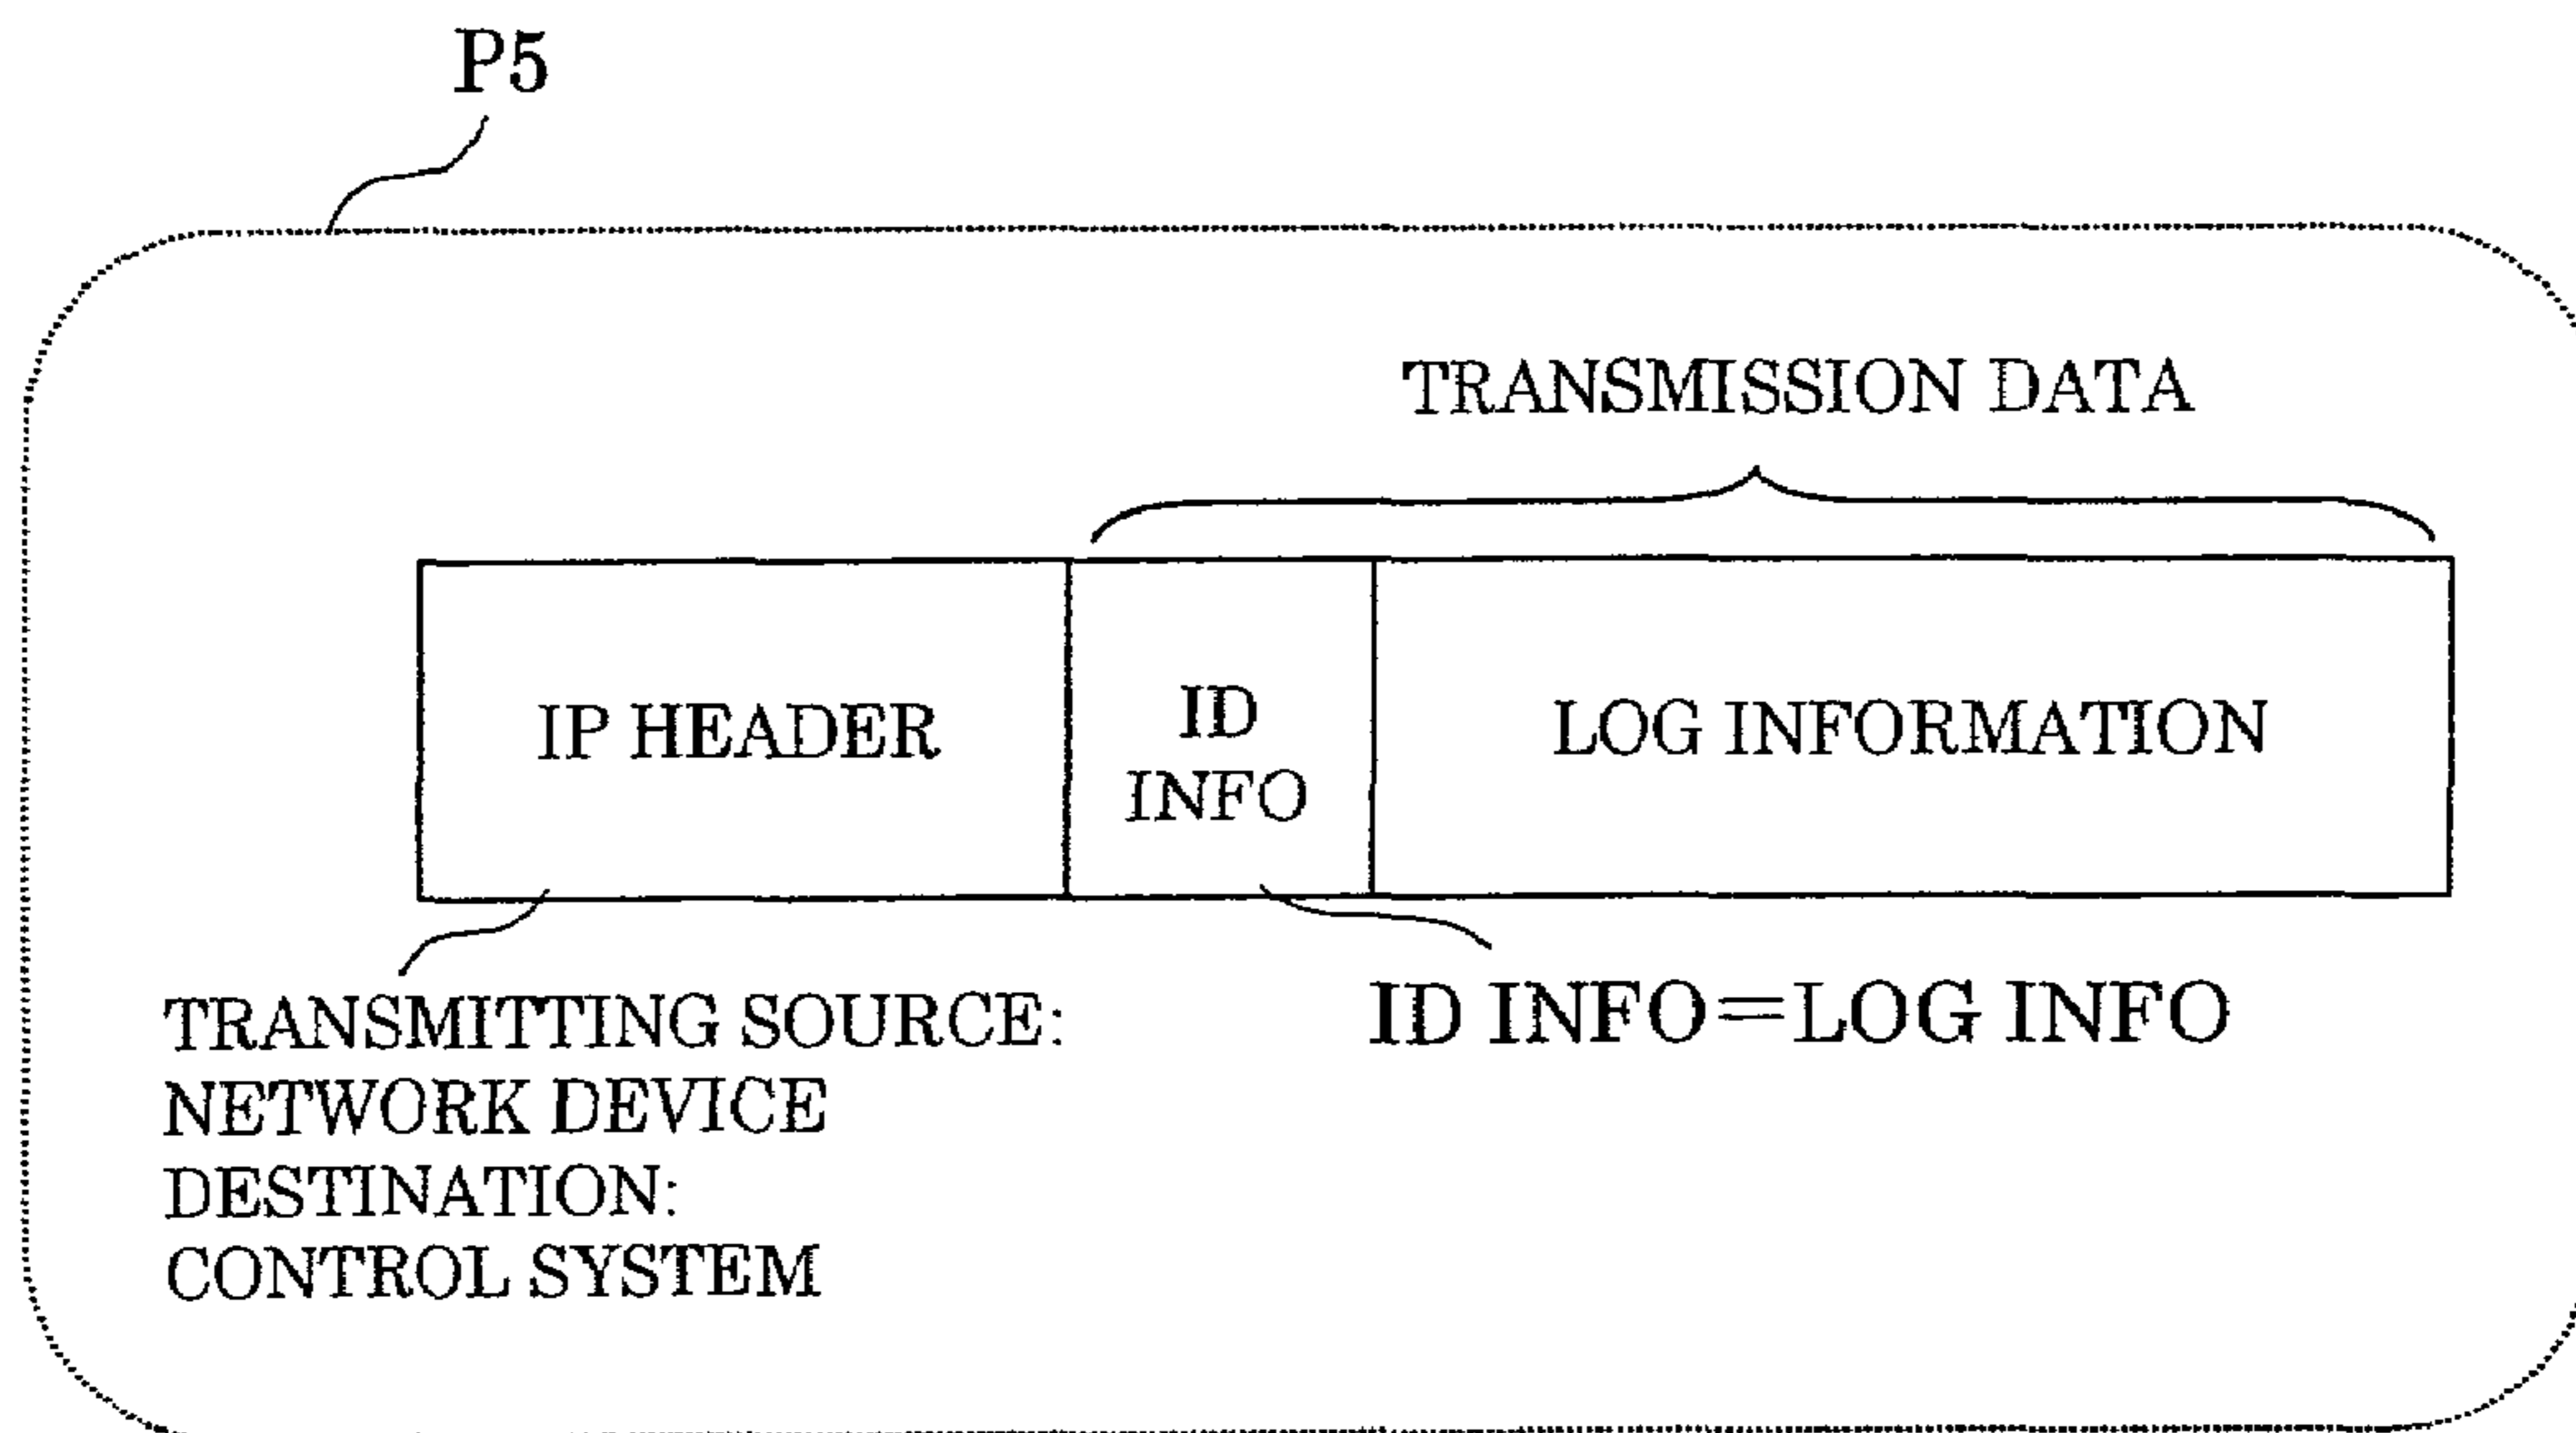 P5
TRANSMISSION DATA
IP HEADER
ID
INFO
LOG INFORMATION
TRANSMITTING SOURCE:
NETWORK DEVICE
DESTINATION:
CONTROL SYSTEM
ID INFO=LOG INFO